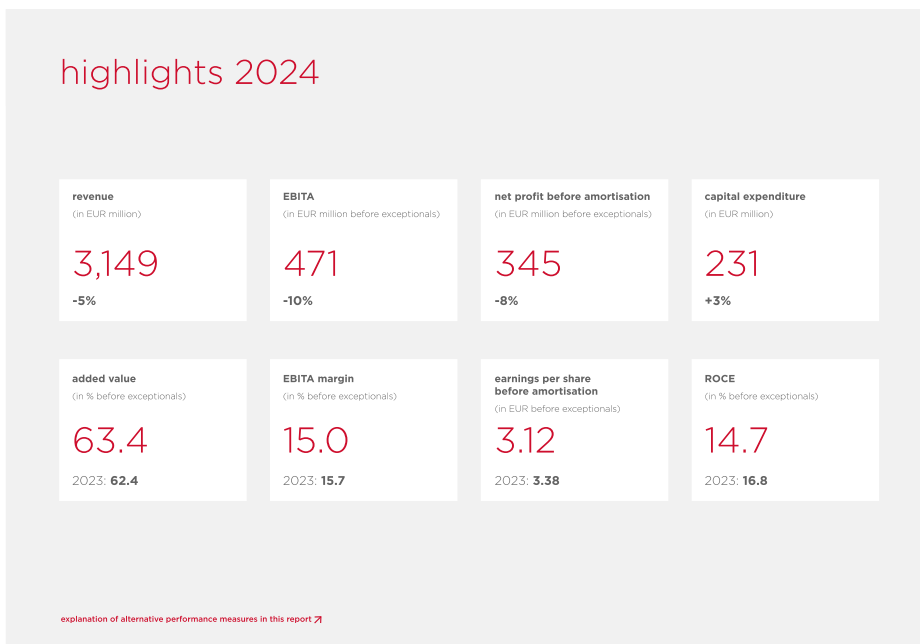 highlights 2024
revenue
(in EUR million)
3,149
-5%
EBITA
(in EUR million before exceptionals)
471
-10%
net profit before amortisation
(in EUR million before exceptionals)
345
-8%
capital expenditure
(in EUR million)
231
+3%
added value
(in % before exceptionals)
63.4
2023: 62.4
EBITA margin
(in % before exceptionals)
15.0
2023: 15.7
earnings per share
before amortisation
(in EUR before exceptionals)
3.12
2023: 3.38
ROCE
(in % before exceptionals)
14.7
2023: 16.8
explanation of alternative performance measures in this report